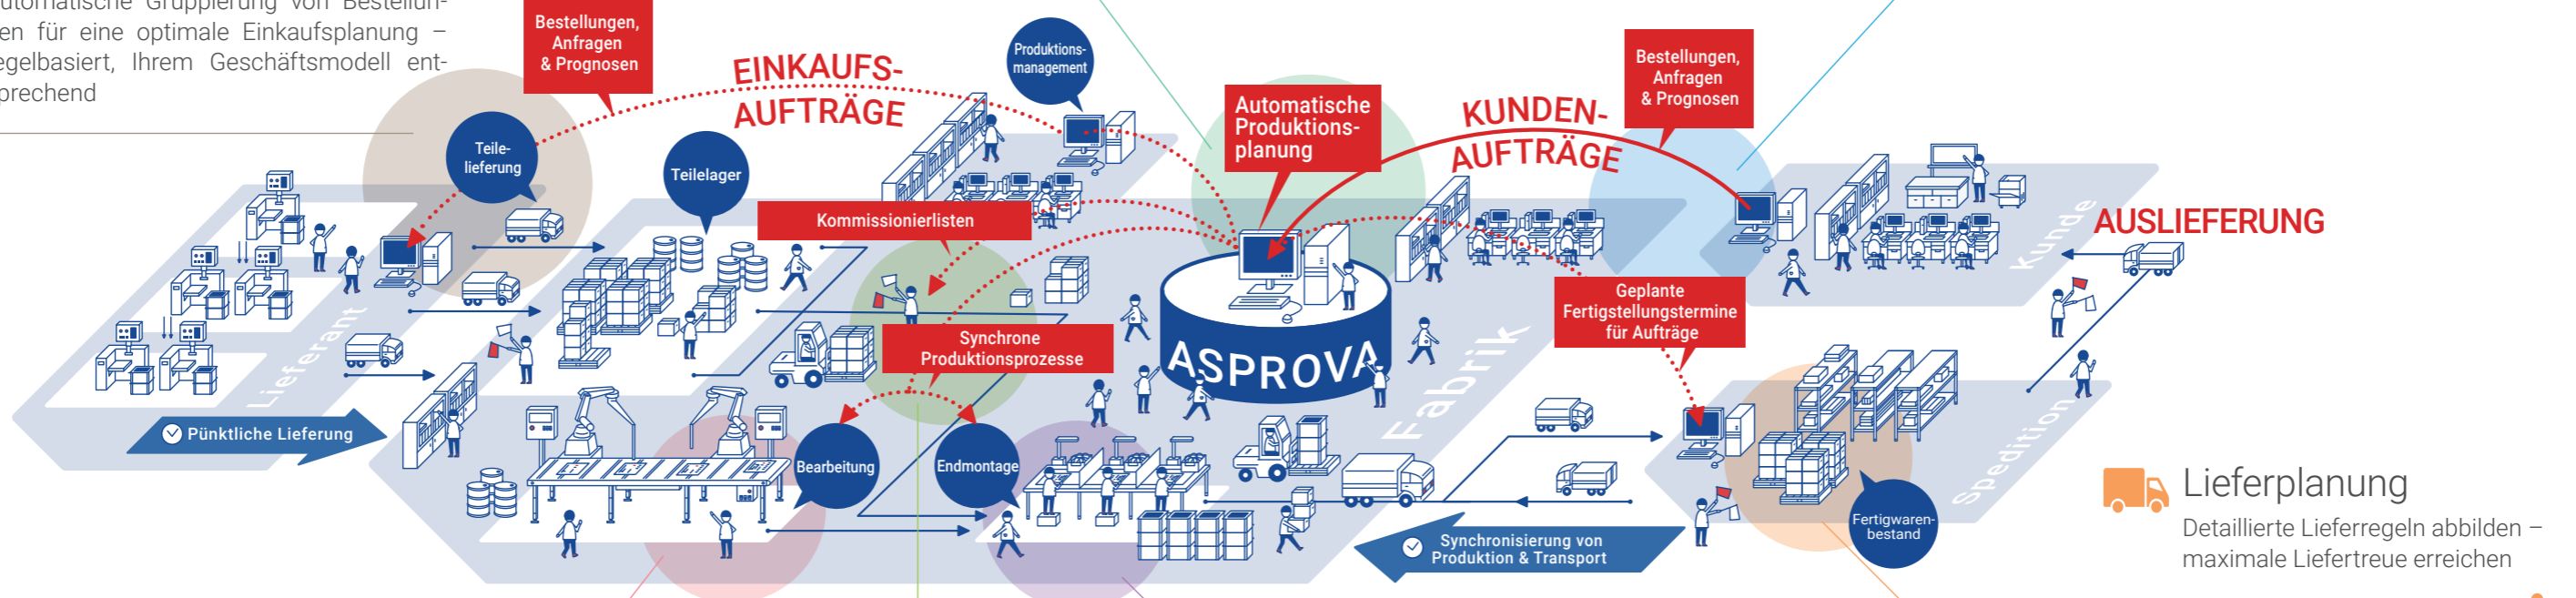 utomatische Gruppierung von Bestellun-
en für eine optimale Einkaufsplanung –
egelbasiert, Ihrem Geschäftsmodell ent-
prechend
Bestellungen,
Anfragen
& Prognosen
EINKAUFS-
AUFTRÄGE
Produktions-
management
Automatische
Produktions-
planung
KUNDEN-
AUFTRÄGE
Bestellungen,
Anfragen
& Prognosen
Teile-
lieferung
Teilelager
Kommissionierlisten
Kunde
AUSLIEFERUNG
Geplante
Fertigstellungstermine
für Aufträge
Synchrone
Produktionsprozesse
ASPROVA
Lieferant
Fabrik
Spedition
Pünktliche Lieferung
Bearbeitung
Endmontage
Fertigwaren-
bestand
Synchronisierung von
Produktion & Transport
Lieferplanung
Detaillierte Lieferregeln abbilden –
maximale Liefertreue erreichen